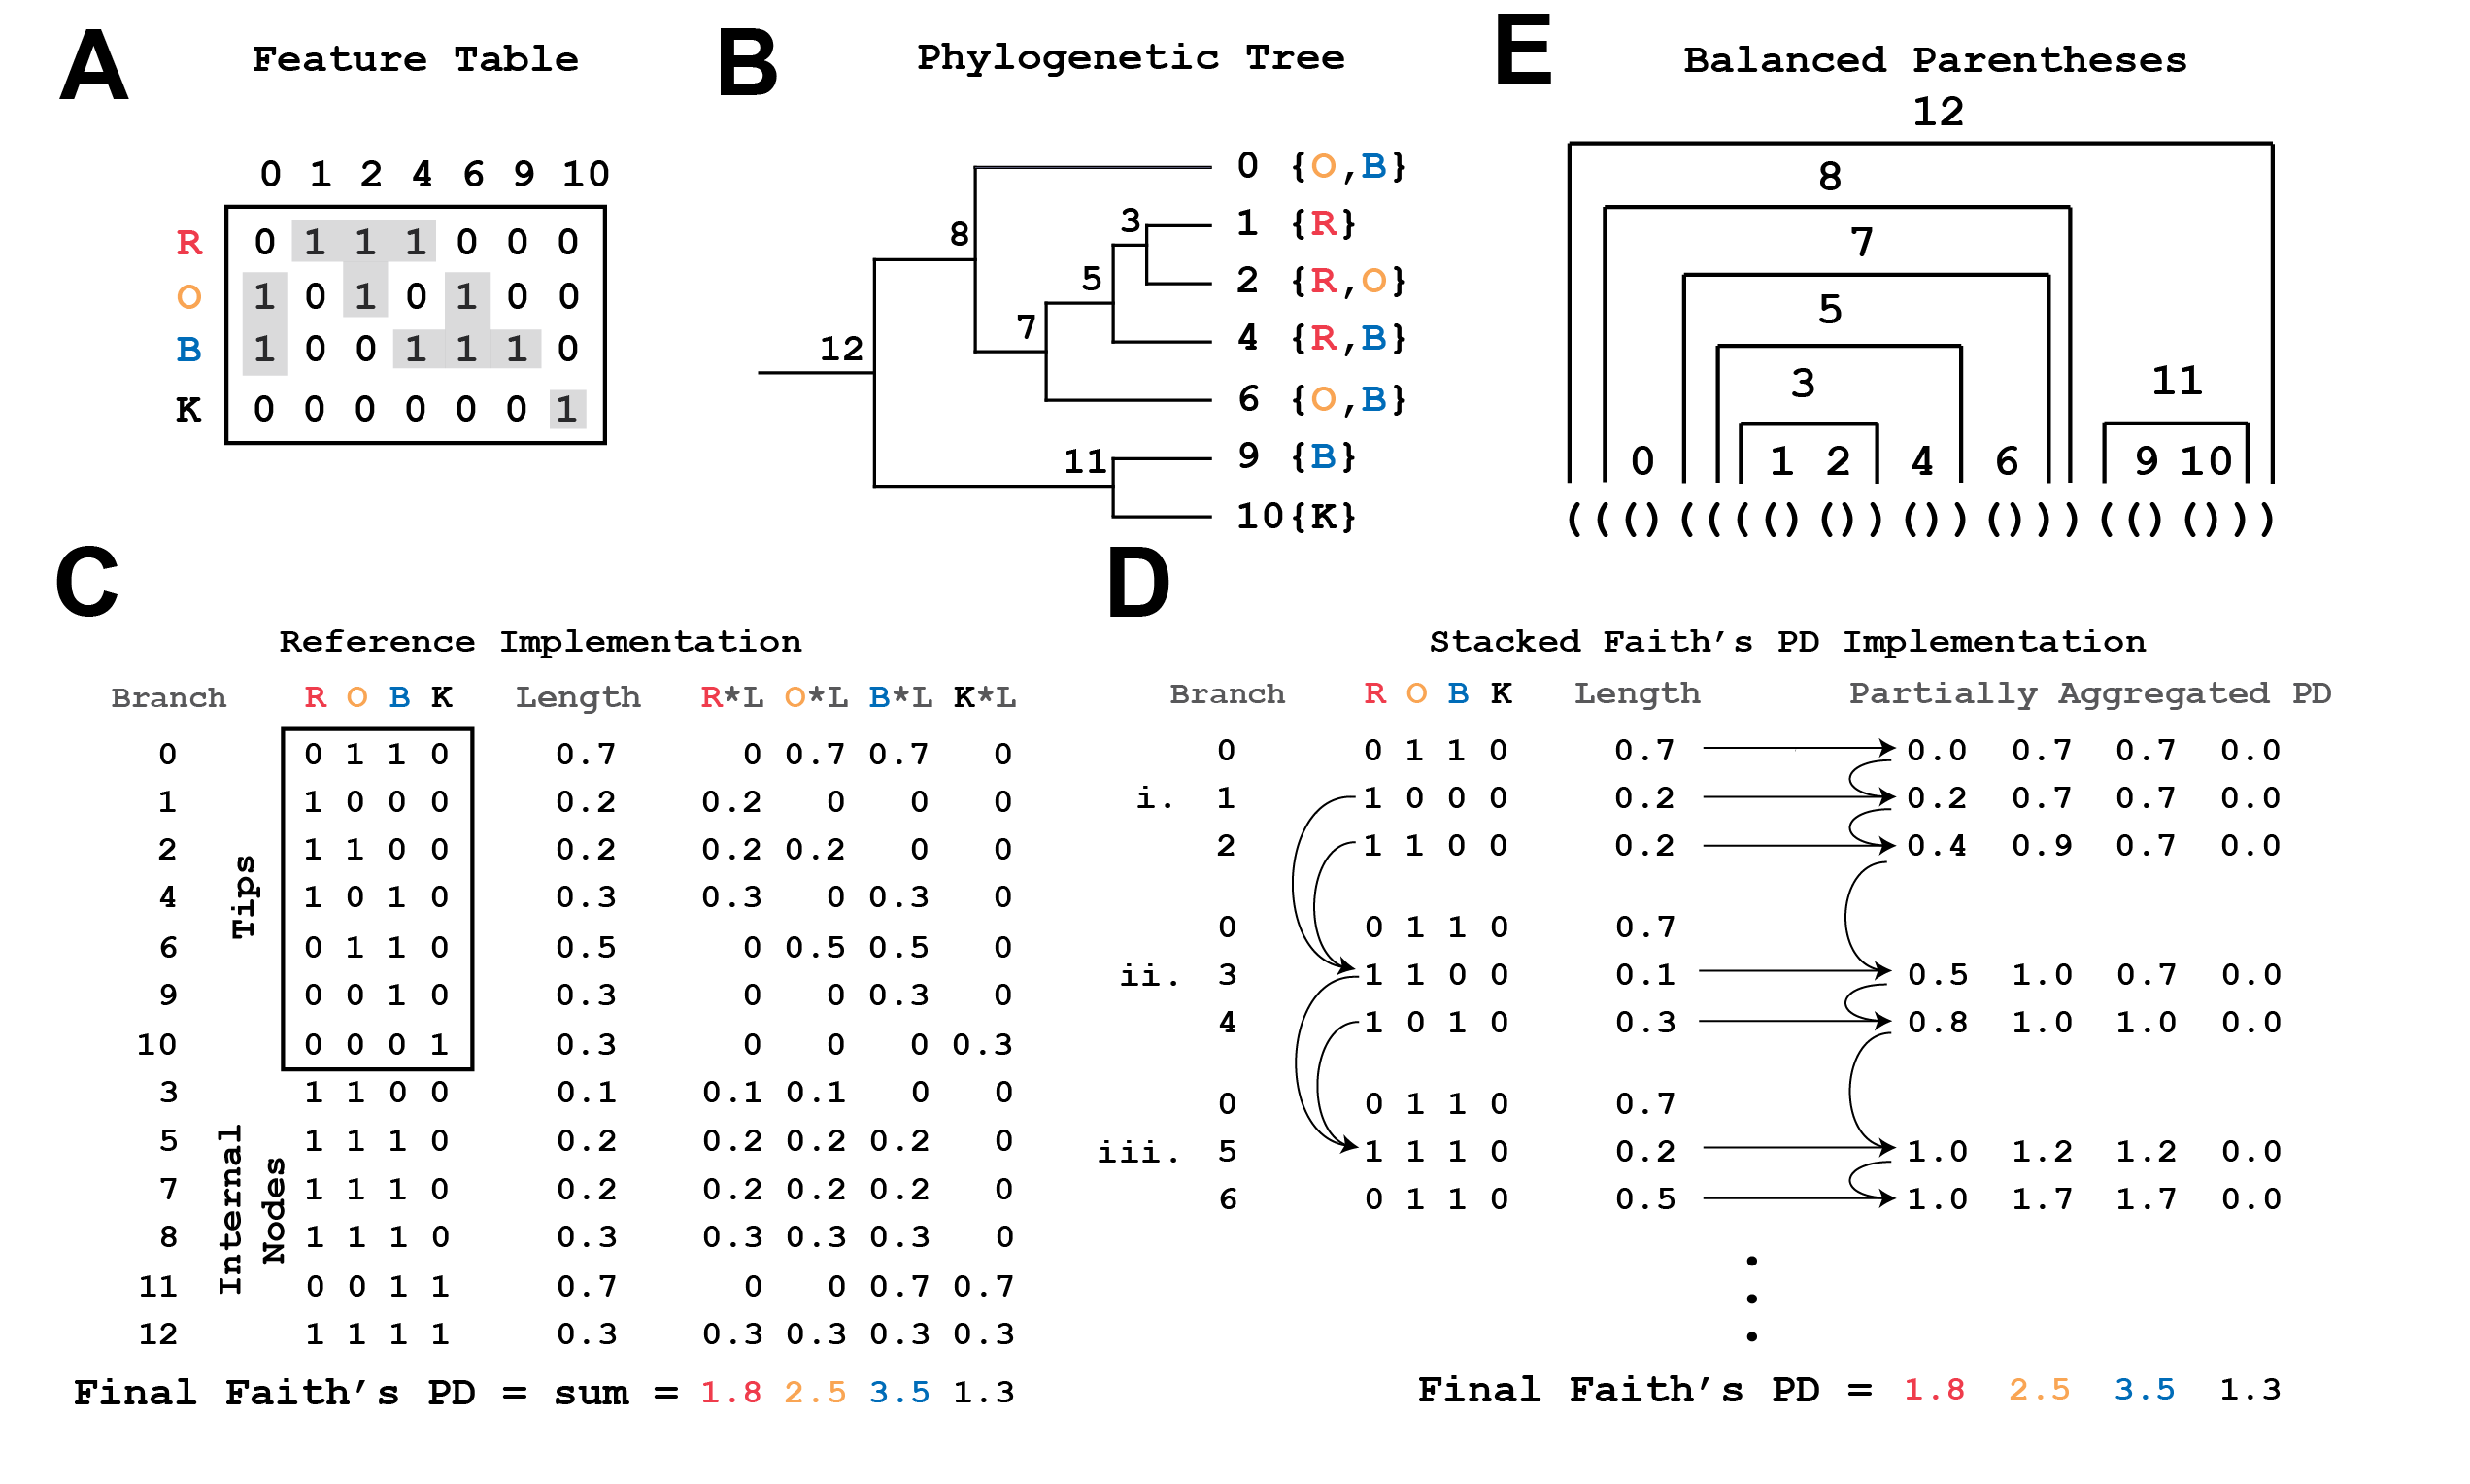 A
Feature Table
0 1 2 4 6 9 10
R 0 1 1 1 0 0 0
O 1 0 1 0 1 0 0
B 1 0 0 1 1 1 0
K 0 0 0 0 0 0 1
B
Phylogenetic Tree
0 {O,B}
1 {R}
2 {R,O}
4 {R,B}
6 {O,B}
9 {B}
10{K}
8
3
5
7
12
11
E
Balanced Parentheses
12
8
7
5
3
11
0 1 2 4 6 9 10
((()((((()())())()))(()()))
C
Reference Implementation
Branch R O B K Length R*L O*L B*L K*L
Tips
0 0 1 1 0 0.7 0 0.7 0.7 0
1 1 0 0 0 0.2 0.2 0 0 0
2 1 1 0 0 0.2 0.2 0.2 0 0
4 1 0 1 0 0.3 0.3 0 0.3 0
6 0 1 1 0 0.5 0 0.5 0.5 0
9 0 0 1 0 0.3 0 0 0.3 0
10 0 0 0 1 0.3 0 0 0 0.3
Internal
Nodes
3 1 1 0 0 0.1 0.1 0.1 0 0
5 1 1 1 0 0.2 0.2 0.2 0.2 0
7 1 1 1 0 0.2 0.2 0.2 0.2 0
8 1 1 1 0 0.3 0.3 0.3 0.3 0
11 0 0 1 1 0.7 0 0 0.7 0.7
12 1 1 1 1 0.3 0.3 0.3 0.3 0.3
Final Faith's PD = sum = 1.8 2.5 3.5 1.3
D
Stacked Faith's PD Implementation
Branch R O B K Length Partially Aggregated PD
0 0 1 1 0 0.7 0.0 0.7 0.7 0.0
i. 1 1 0 0 0 0.2 0.2 0.7 0.7 0.0
2 1 1 0 0 0.2 0.4 0.9 0.7 0.0
0 0 1 1 0 0.7
ii. 3 1 1 0 0 0.1 0.5 1.0 0.7 0.0
4 1 0 1 0 0.3 0.8 1.0 1.0 0.0
0 0 1 1 0 0.7
iii. 5 1 1 1 0 0.2 1.0 1.2 1.2 0.0
6 0 1 1 0 0.5 1.0 1.7 1.7 0.0
Final Faith's PD = 1.8 2.5 3.5 1.3